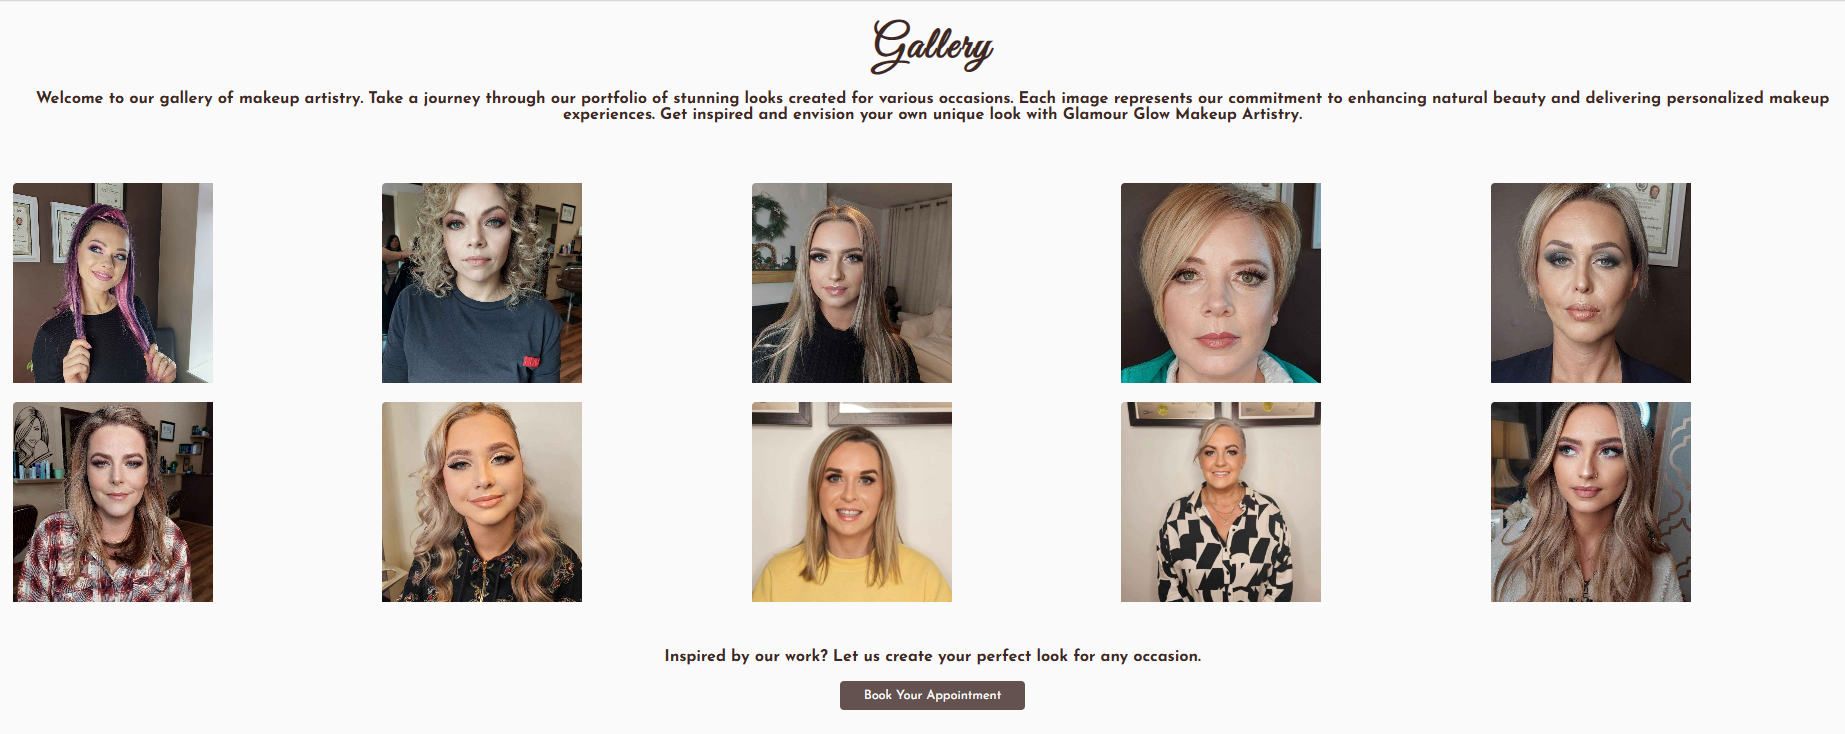 Gallery
Welcome to our gallery of makeup artistry. Take a journey through our portfolio of stunning looks created for various occasions. Each image represents our commitment to enhancing natural beauty and delivering personalized makeup
experiences. Get inspired and envision your own unique look with Glamour Glow Makeup Artistry.
Inspired by our work? Let us create your perfect look for any occasion.
Book Your Appointment